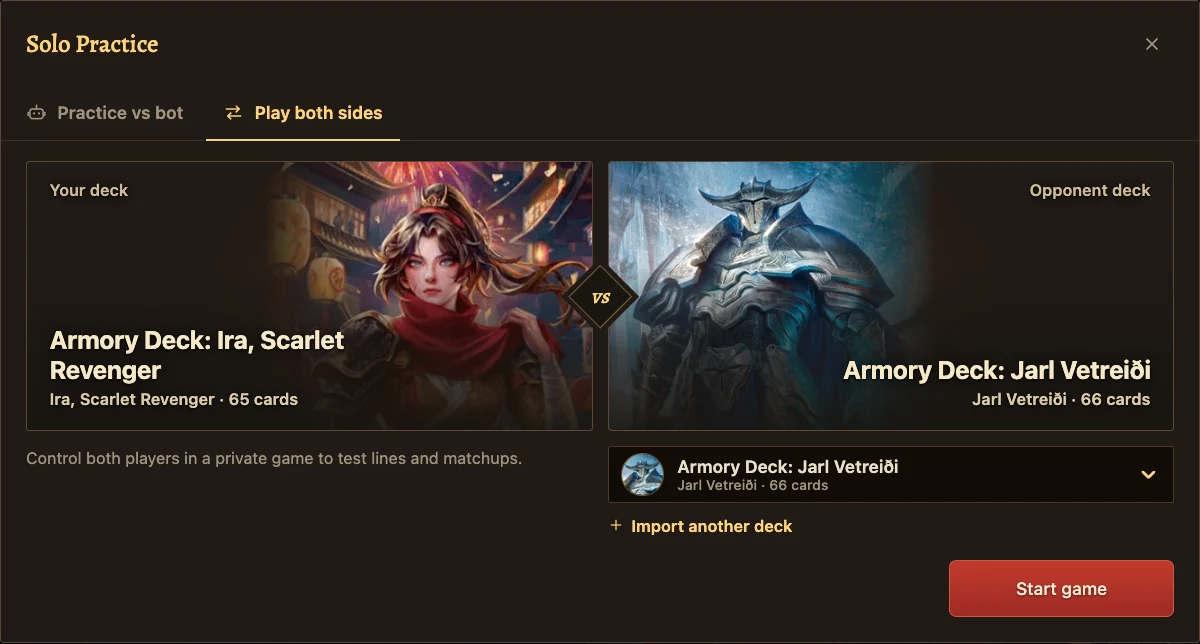 Solo Practice
Practice vs bot
Play both sides
Your deck
Armory Deck: Ira, Scarlet
Revenger
Ira, Scarlet Revenger · 65 cards
VS
Opponent deck
Armory Deck: Jarl Vetreiði
Jarl Vetreiði · 66 cards
Control both players in a private game to test lines and matchups.
Armory Deck: Jarl Vetreiði
Jarl Vetreiði · 66 cards
+ Import another deck
Start game